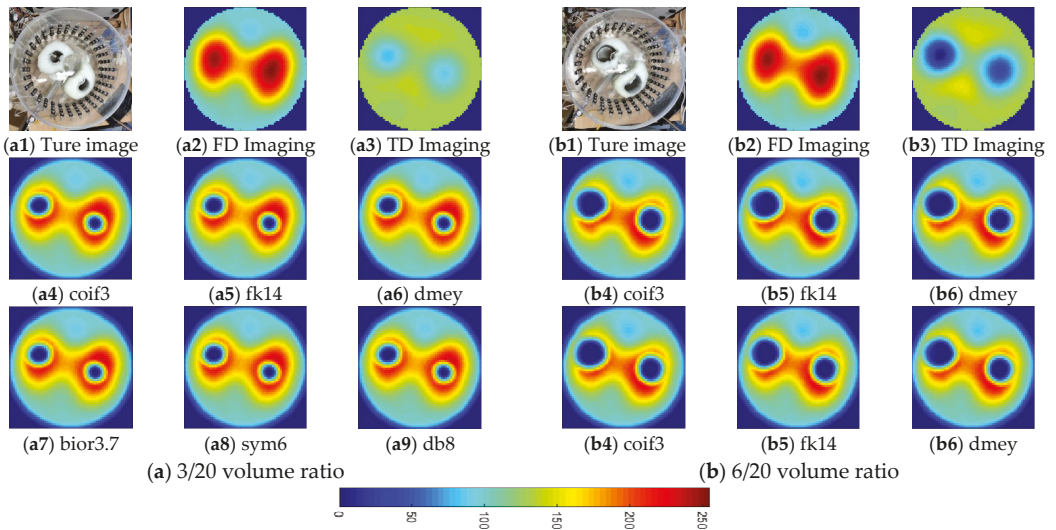 (a1) Ture image (a2) FD Imaging (a3) TD Imaging (b1) Ture image (b2) FD Imaging (b3) TD Imaging
(a4) coif3 (a5) fk14 (a6) dmey (b4) coif3 (b5) fk14 (b6) dmey
(a7) bior3.7 (a8) sym6 (a9) db8 (b4) coif3 (b5) fk14 (b6) dmey
(a) 3/20 volume ratio (b) 6/20 volume ratio
0 50 100 150 200 250